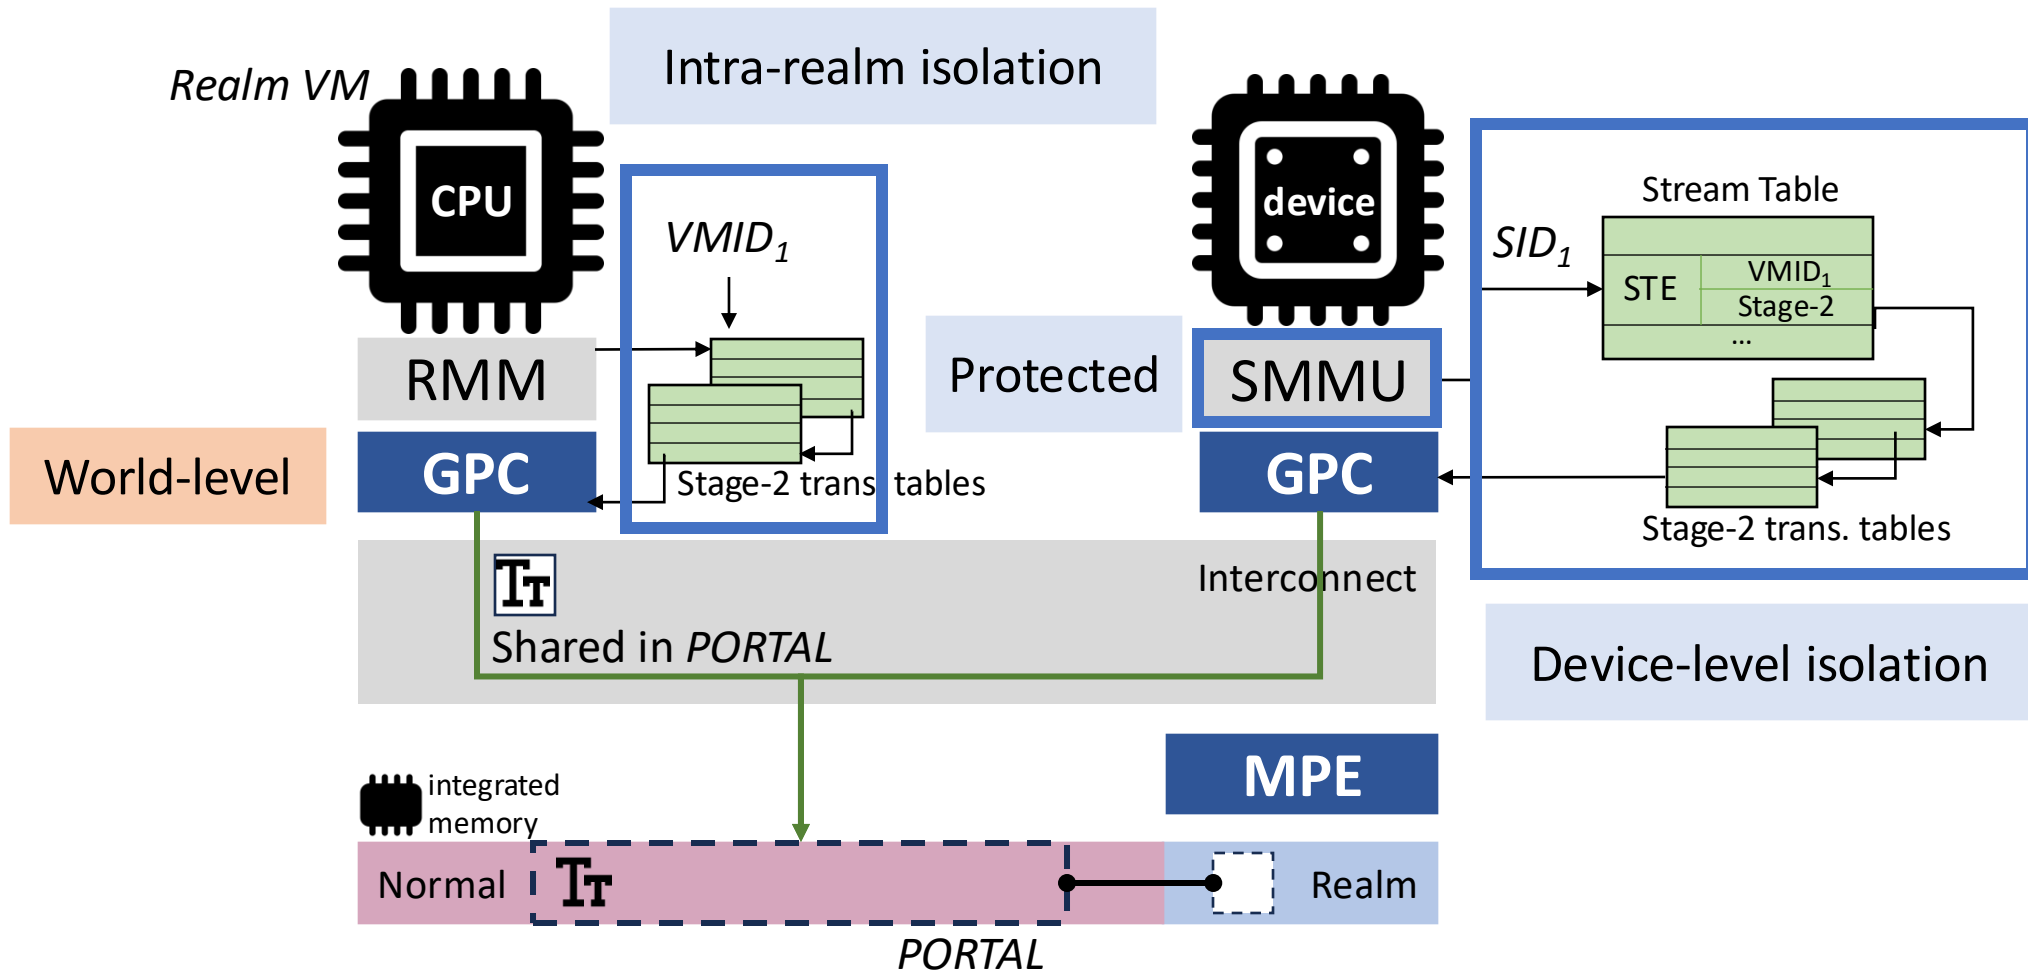 Realm VM
Intra-realm isolation
CPU
device
VMID1
Stream Table
SID1
STE
VMID1
Stage-2
...
RMM
Protected
SMMU
World-level
GPC
Stage-2 trans. tables
GPC
Stage-2 trans. tables
Interconnect
TT
Shared in PORTAL
Device-level isolation
MPE
integrated
memory
Normal
TT
Realm
PORTAL